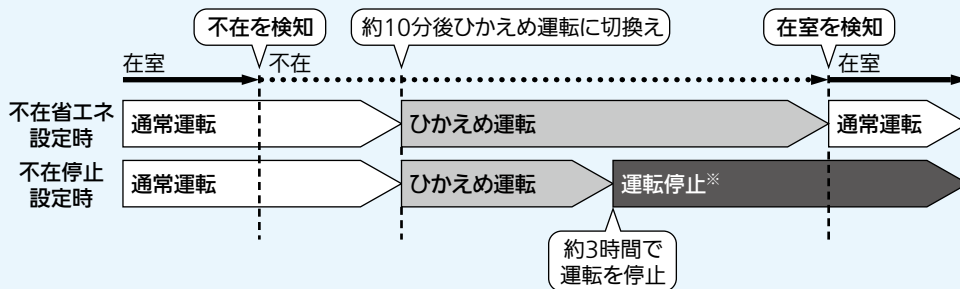 不在を検知
約10分後ひかえめ運転に切換え
在室を検知
在室
不在
在室
不在省エネ
設定時
通常運転
ひかえめ運転
通常運転
不在停止
設定時
通常運転
ひかえめ運転
運転停止※
約3時間で
運転を停止